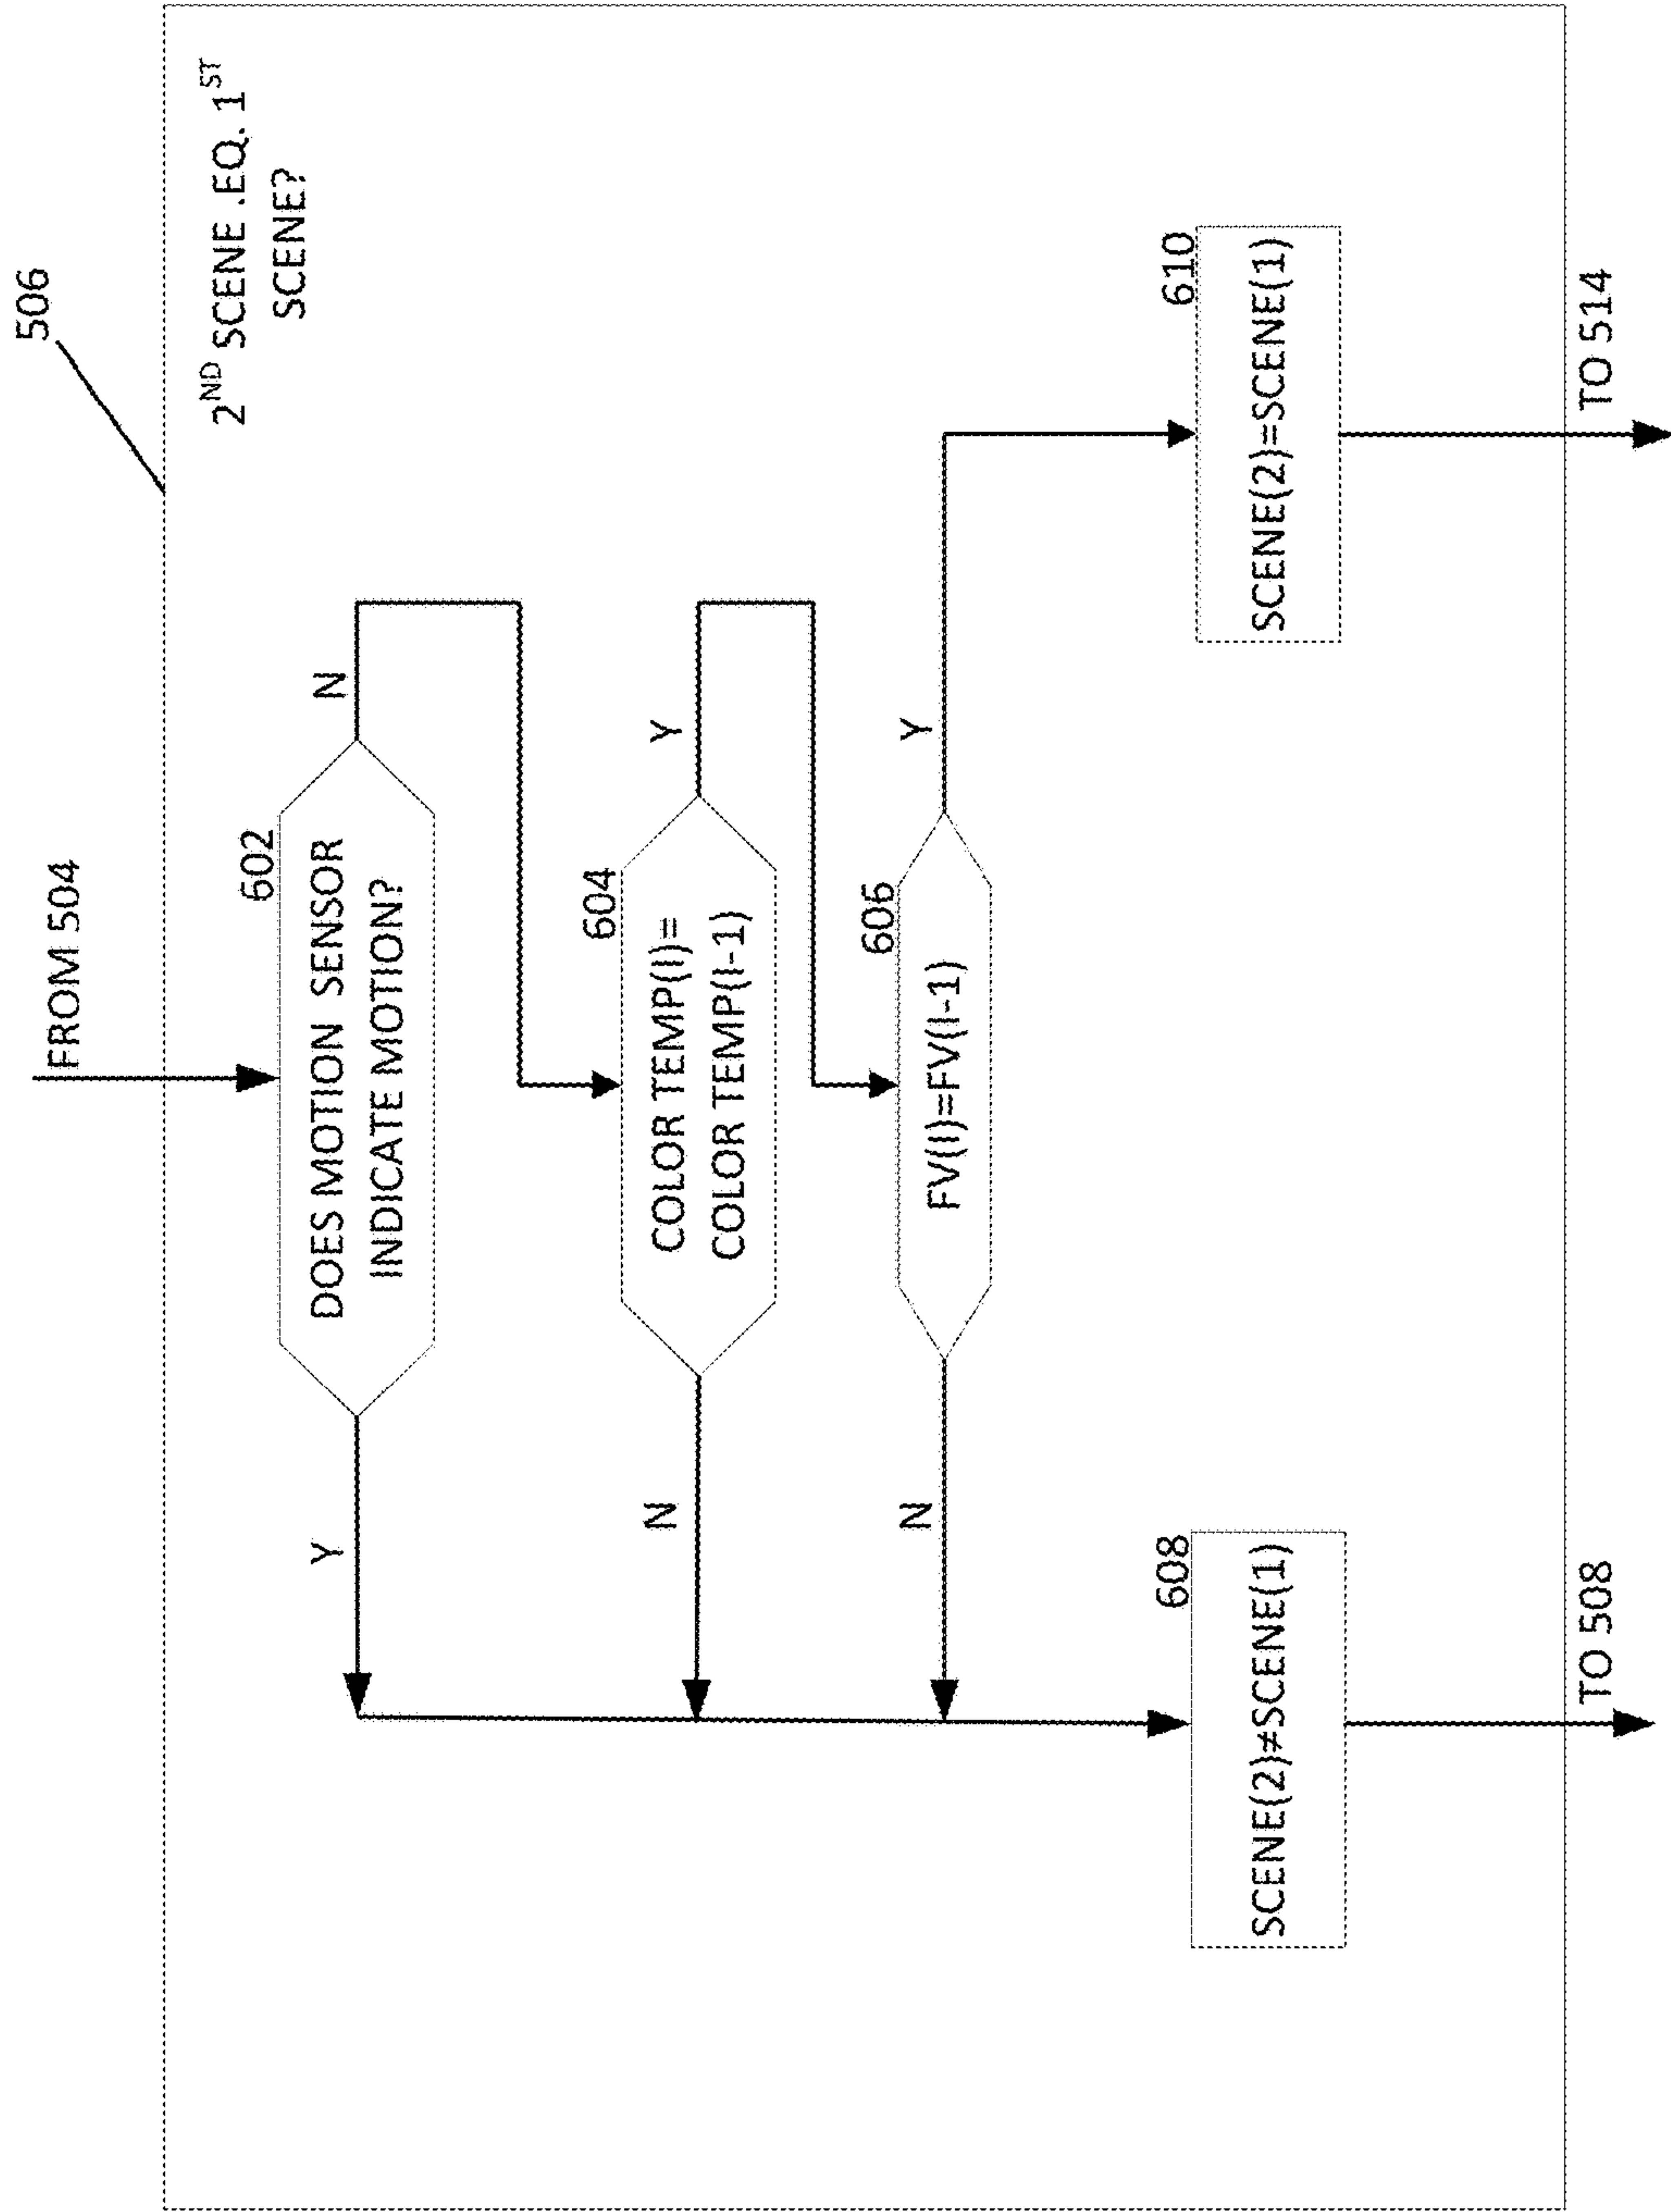 506
FROM 504
2ND SCENE .EQ. 1ST
SCENE?
602
DOES MOTION SENSOR
INDICATE MOTION?
Y
N
604
COLOR TEMP(I)=
COLOR TEMP(I-1)
N
Y
606
FV(I)=FV(I-1)
N
Y
608
SCENE(2)≠SCENE(1)
610
SCENE(2)=SCENE(1)
TO 508
TO 514